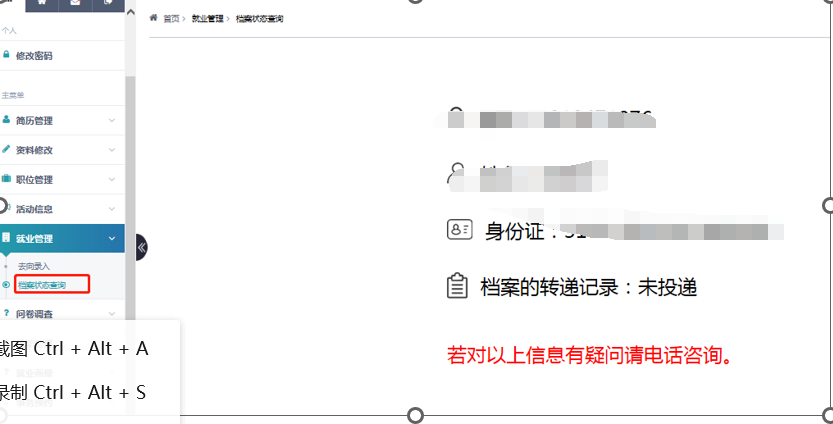 首页 > 就业管理 > 档案状态查询
个人
修改密码
主菜单
简历管理
资料修改
职位管理
活动信息
就业管理
去向录入
档案状态查询
问卷调查
截图 Ctrl + Alt + A
录制 Ctrl + Alt + S
身份证：51
档案的转递记录：未投递
若对以上信息有疑问请电话咨询。